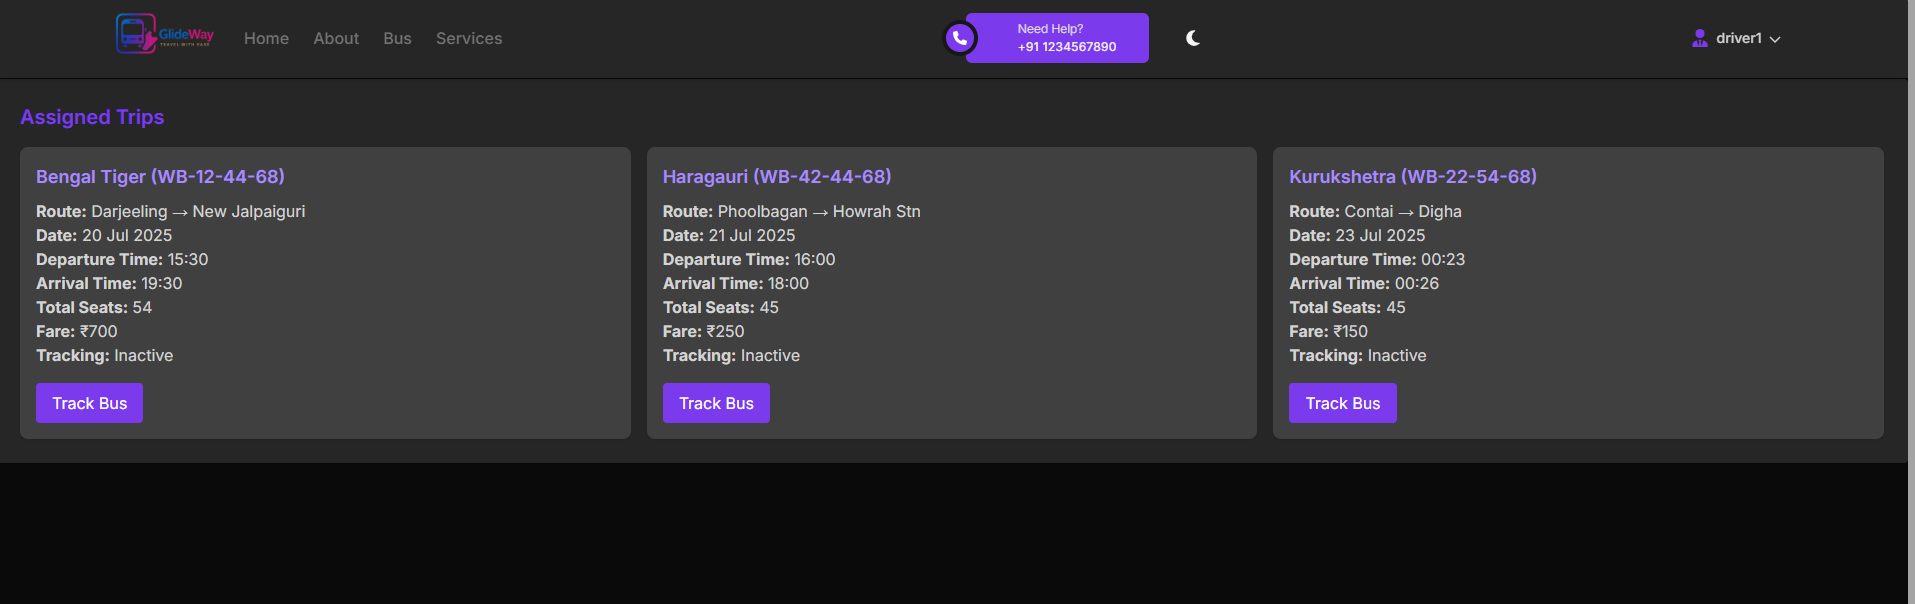 GlideWay
TRAVEL WITH EASE
Home
About
Bus
Services
Need Help?
+91 1234567890
driver1
Assigned Trips
Bengal Tiger (WB-12-44-68)
Route: Darjeeling → New Jalpaiguri
Date: 20 Jul 2025
Departure Time: 15:30
Arrival Time: 19:30
Total Seats: 54
Fare: ₹700
Tracking: Inactive
Track Bus
Haragauri (WB-42-44-68)
Route: Phoolbagan → Howrah Stn
Date: 21 Jul 2025
Departure Time: 16:00
Arrival Time: 18:00
Total Seats: 45
Fare: ₹250
Tracking: Inactive
Track Bus
Kurukshetra (WB-22-54-68)
Route: Contai → Digha
Date: 23 Jul 2025
Departure Time: 00:23
Arrival Time: 00:26
Total Seats: 45
Fare: ₹150
Tracking: Inactive
Track Bus